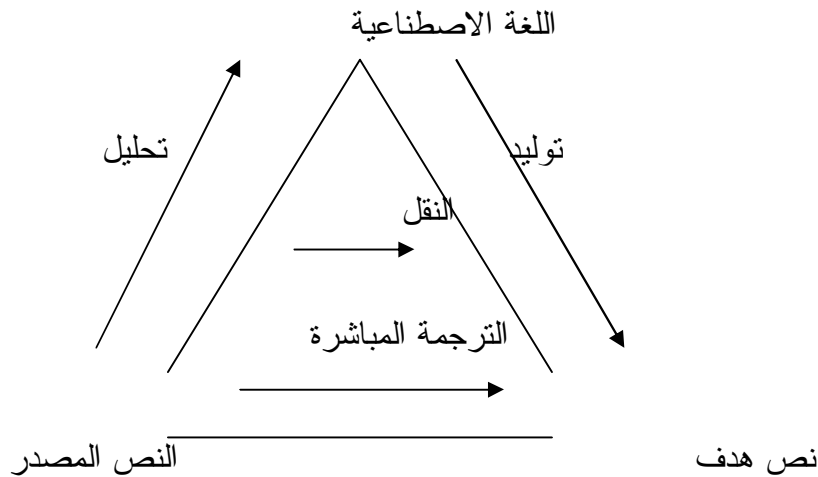 اللغة الاصطناعية
تحليل
توليد
النقل
الترجمة المباشرة
النص المصدر
نص هدف